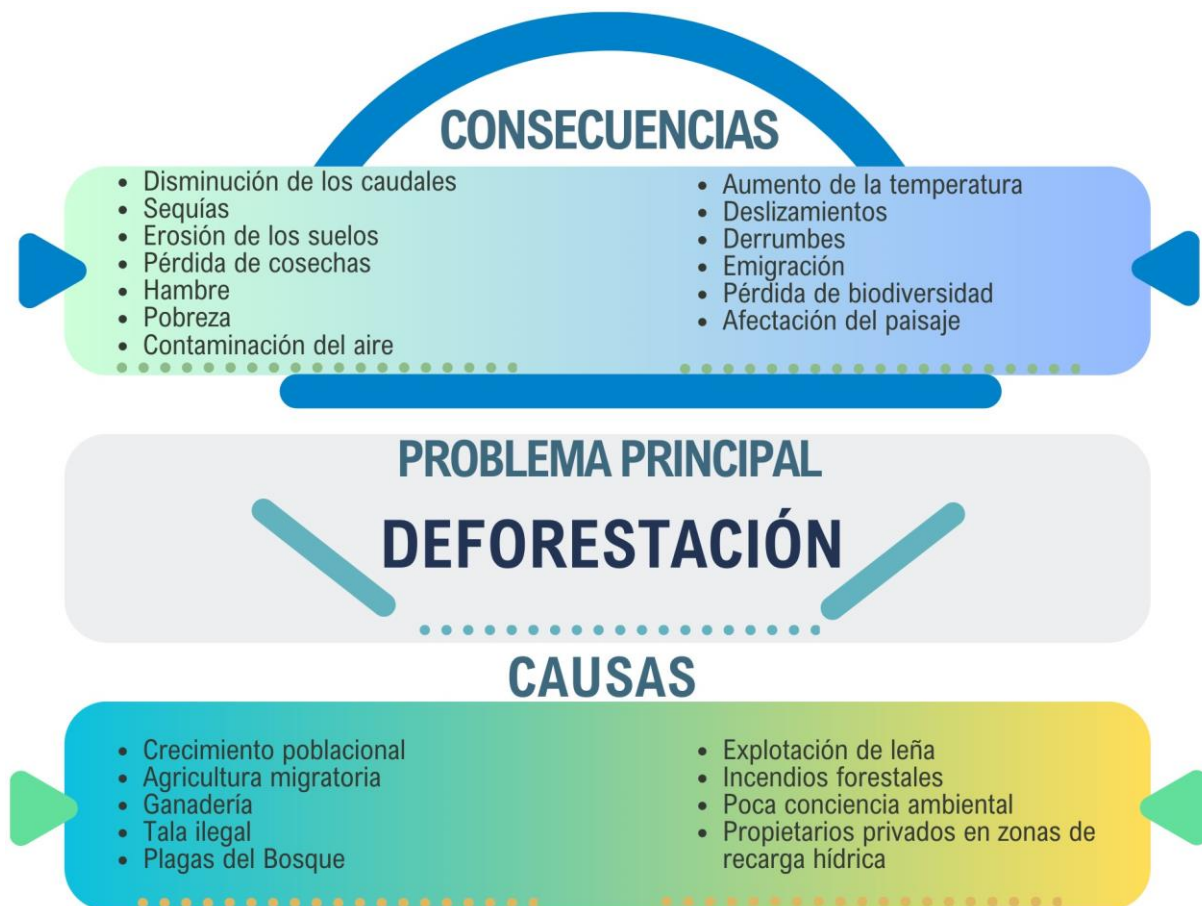 CONSECUENCIAS
• Disminución de los caudales
• Sequías
• Erosión de los suelos
• Pérdida de cosechas
• Hambre
• Pobreza
• Contaminación del aire
• Aumento de la temperatura
• Deslizamientos
• Derrumbes
• Emigración
• Pérdida de biodiversidad
• Afectación del paisaje
PROBLEMA PRINCIPAL
DEFORESTACIÓN
CAUSAS
• Crecimiento poblacional
• Agricultura migratoria
• Ganadería
• Tala ilegal
• Plagas del Bosque
• Explotación de leña
• Incendios forestales
• Poca conciencia ambiental
• Propietarios privados en zonas de
recarga hídrica